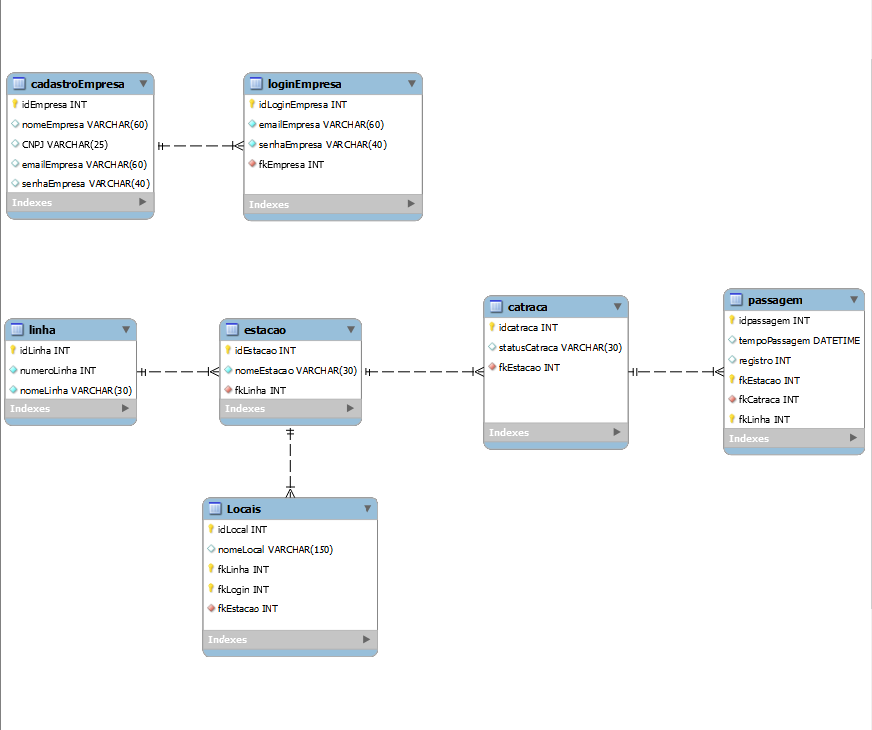 cadastroEmpresa
idEmpresa INT
nomeEmpresa VARCHAR(60)
CNPJ VARCHAR(25)
emailEmpresa VARCHAR(60)
senhaEmpresa VARCHAR(40)
Indexes
loginEmpresa
idLoginEmpresa INT
emailEmpresa VARCHAR(60)
senhaEmpresa VARCHAR(40)
fkEmpresa INT
Indexes
linha
idLinha INT
numeroLinha INT
nomeLinha VARCHAR(30)
Indexes
estacao
idEstacao INT
nomeEstacao VARCHAR(30)
fkLinha INT
Indexes
catraca
idcatraca INT
statusCatraca VARCHAR(30)
fkEstacao INT
Indexes
passagem
idpassagem INT
tempoPassagem DATETIME
registro INT
fkEstacao INT
fkCatraca INT
fkLinha INT
Indexes
Locais
idLocal INT
nomeLocal VARCHAR(150)
fkLinha INT
fkLogin INT
fkEstacao INT
Indexes